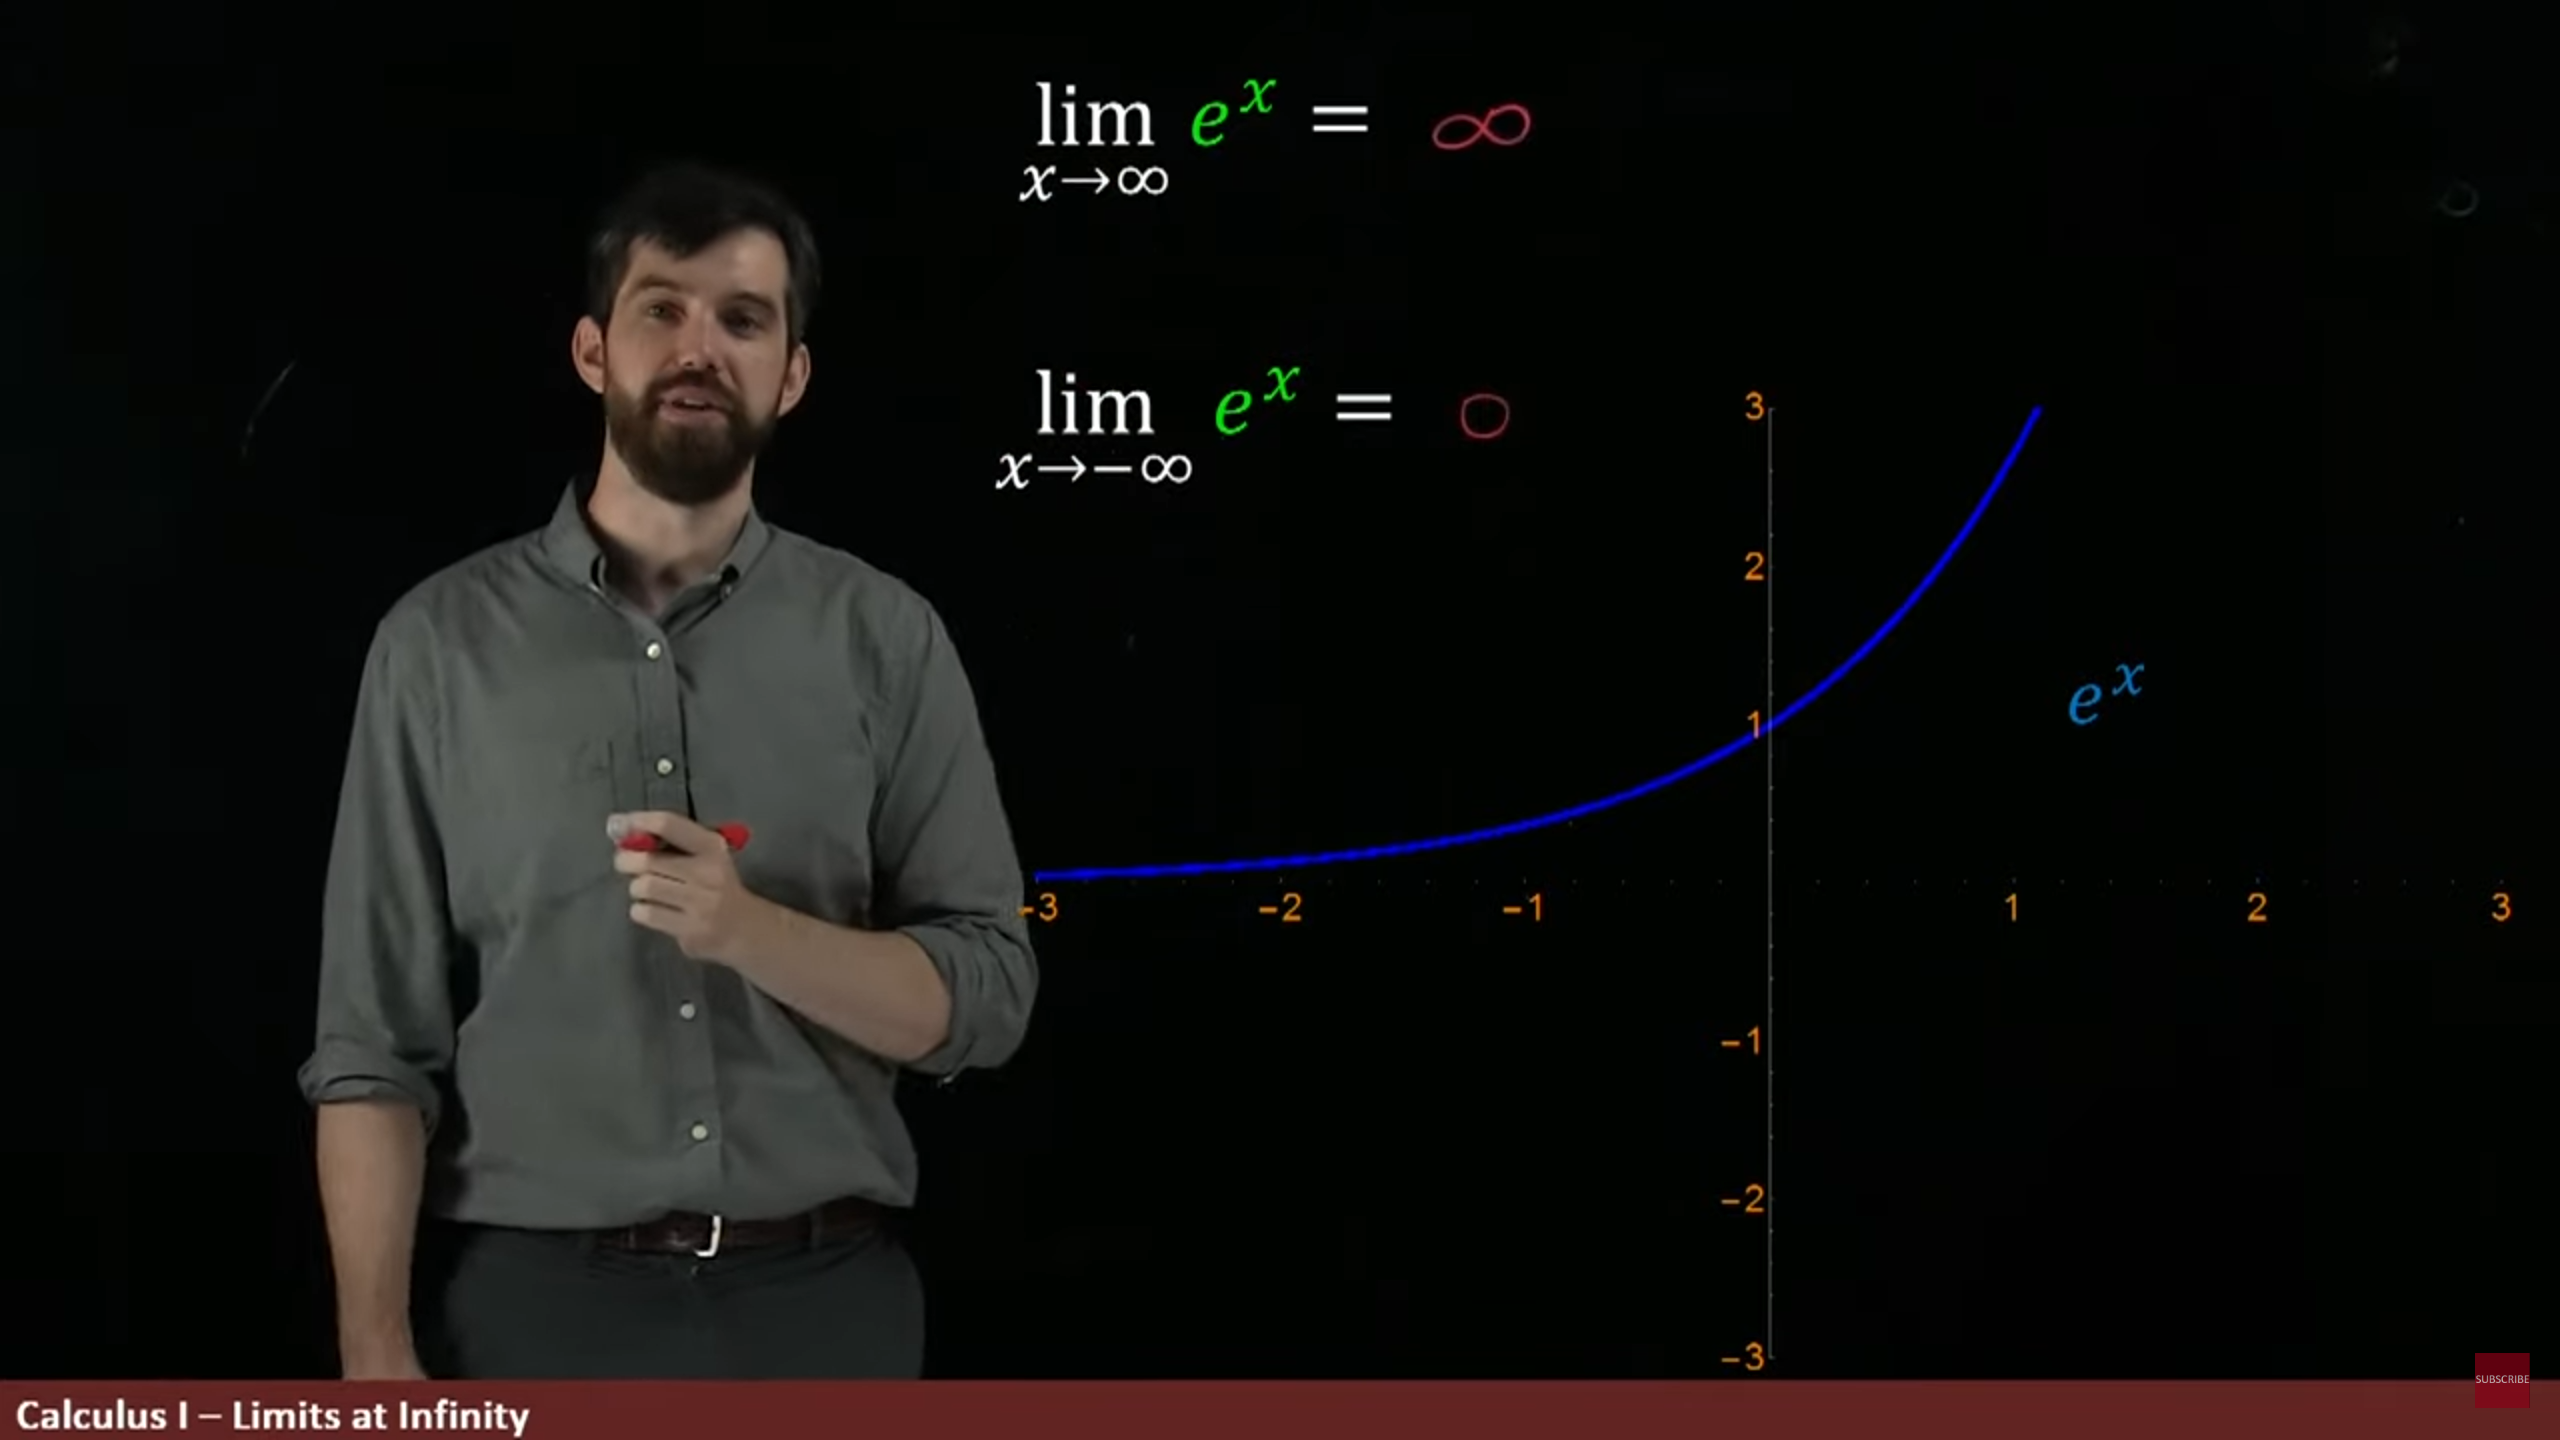 lim e^x = ∞
x→∞
lim e^x = 0
x→−∞
3
2
1
e^x
-3 -2 -1 1 2 3
-1
-2
-3
SUBSCRIBE
Calculus I – Limits at Infinity